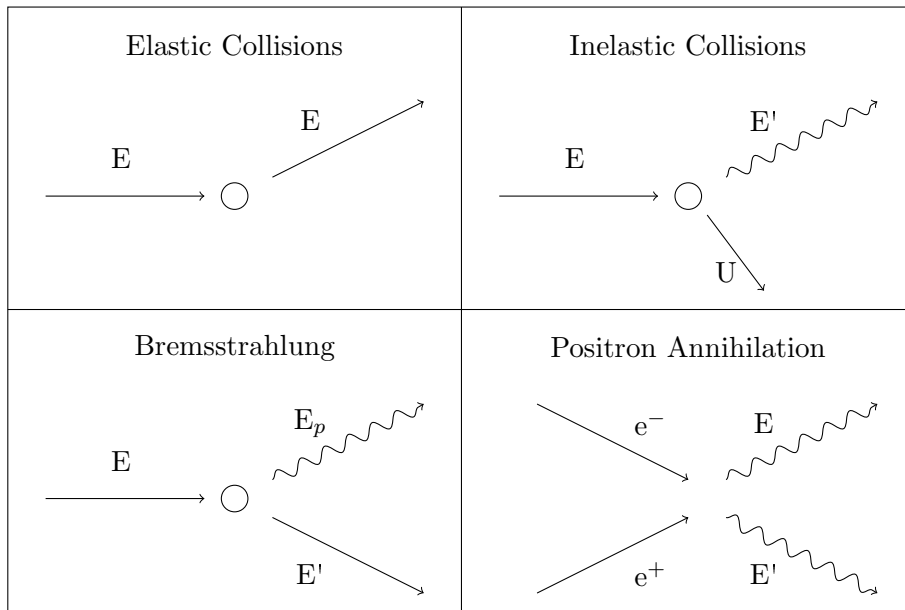 Elastic Collisions
E
E
Inelastic Collisions
E
E'
U
Bremsstrahlung
E
Eₚ
E'
Positron Annihilation
e⁻
E
e⁺
E'